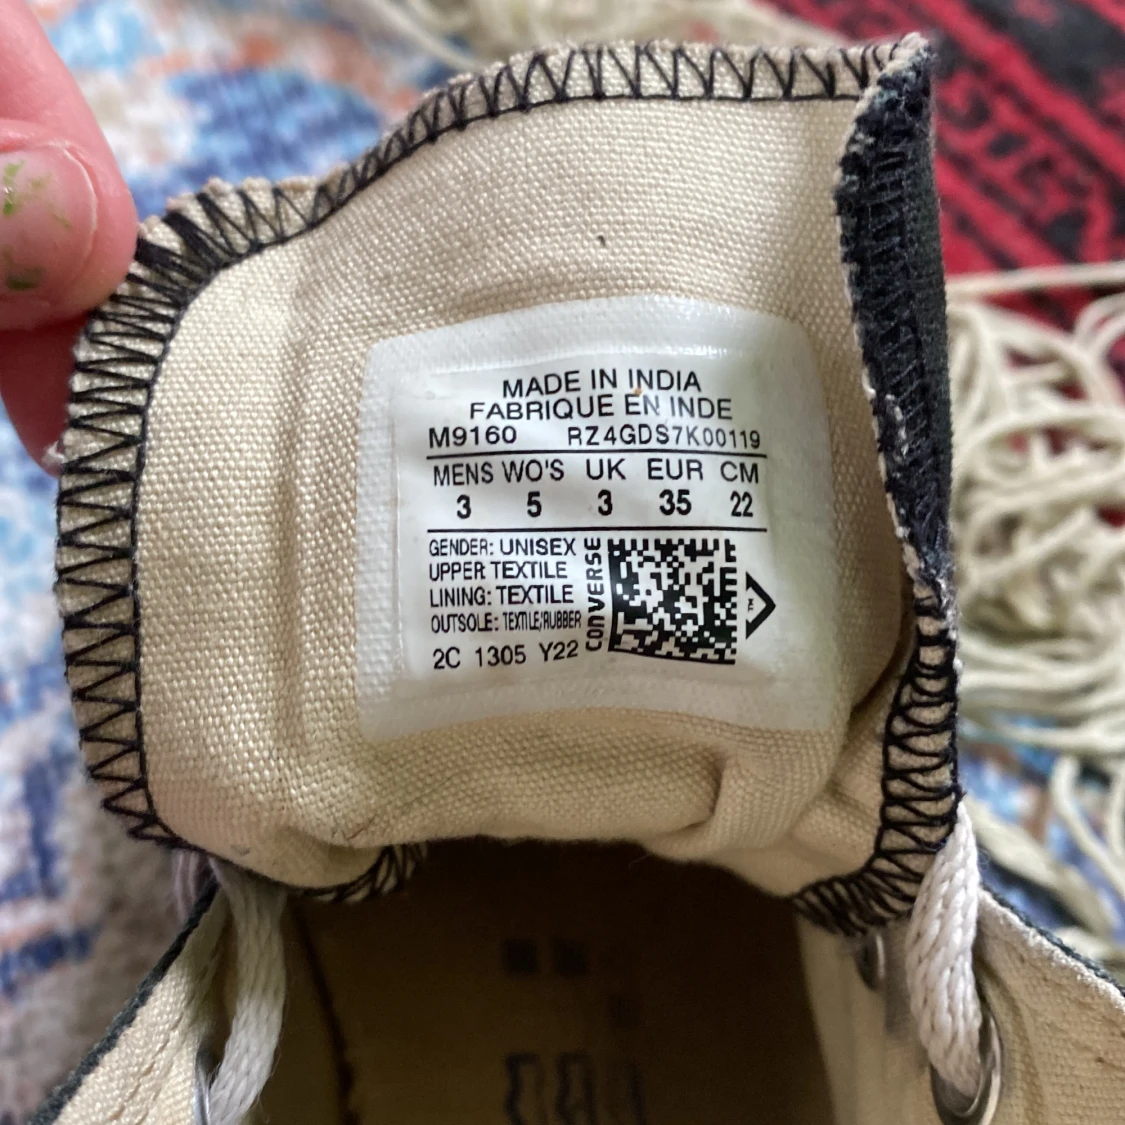 MADE IN INDIA
FABRIQUE EN INDE
M9160 RZ4GDS7K00119
MENS WO'S UK EUR CM
3 5 3 35 22
GENDER: UNISEX
UPPER: TEXTILE
LINING: TEXTILE
OUTSOLE: TEXTILE/RUBBER
2C 1305 Y22
CONVERSE
TM